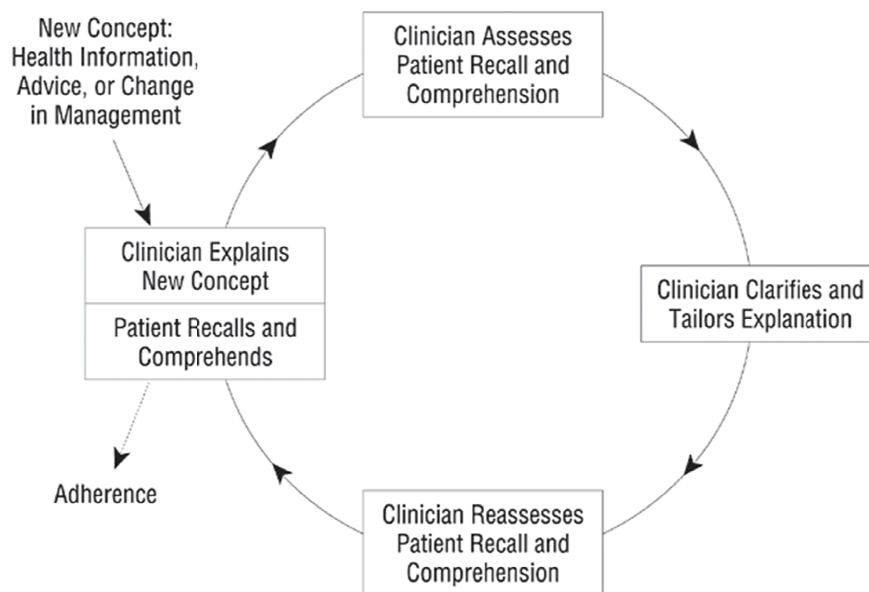 New Concept:
Health Information,
Advice, or Change
in Management
Clinician Assesses
Patient Recall and
Comprehension
Clinician Explains
New Concept
Patient Recalls and
Comprehends
Clinician Clarifies and
Tailors Explanation
Adherence
Clinician Reassesses
Patient Recall and
Comprehension